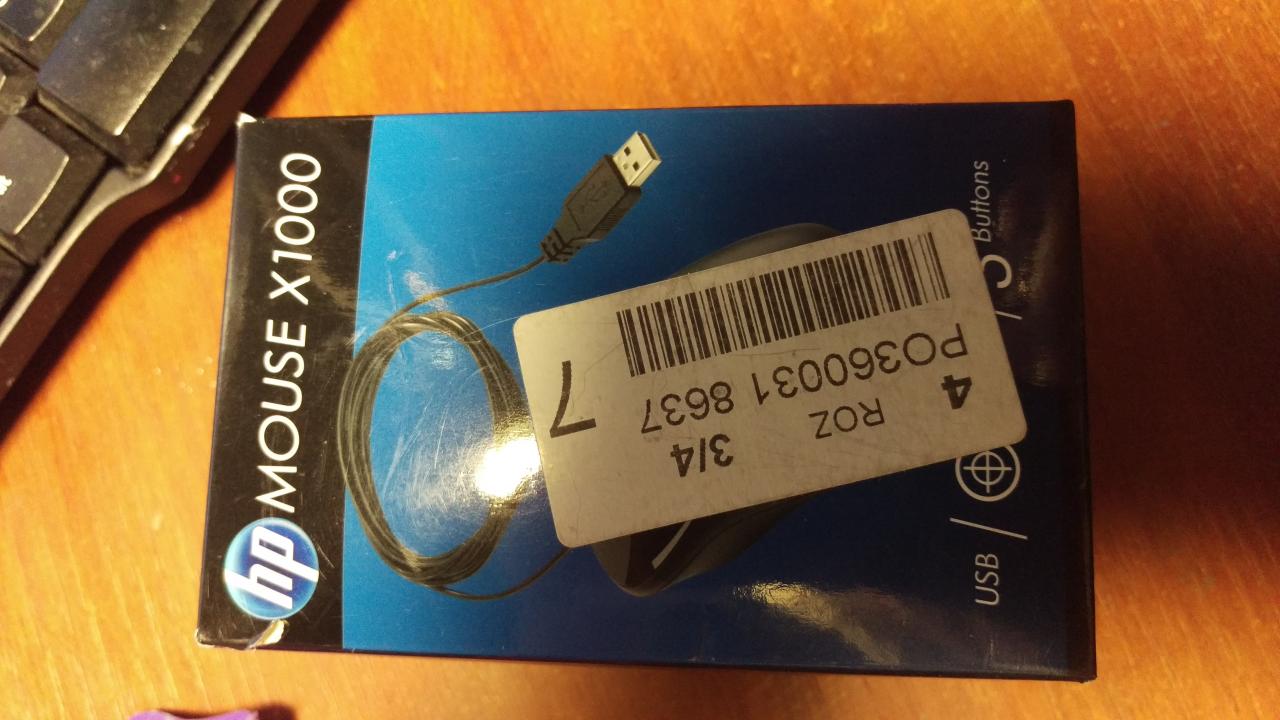 hp MOUSE X1000
USB / / 3 Buttons
4
ROZ
3/4
PO360031 8637
7